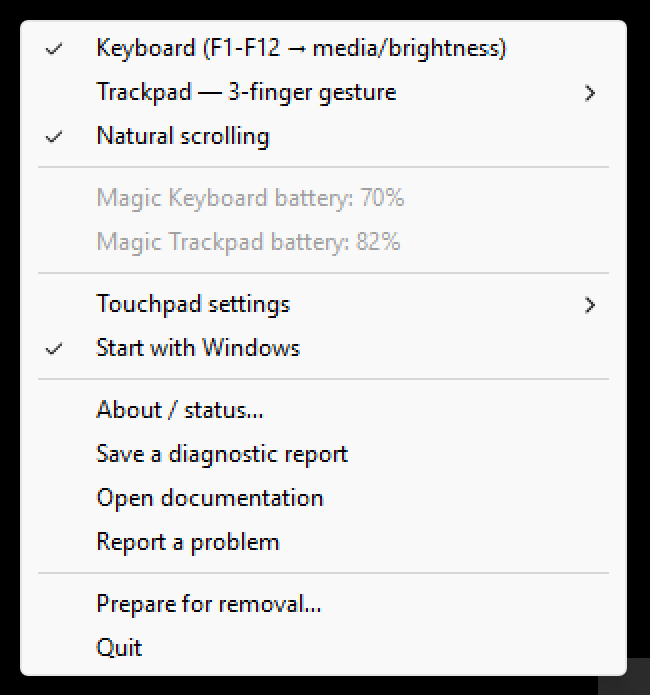 Keyboard (F1-F12 → media/brightness)
Trackpad — 3-finger gesture
Natural scrolling
Magic Keyboard battery: 70%
Magic Trackpad battery: 82%
Touchpad settings
Start with Windows
About / status...
Save a diagnostic report
Open documentation
Report a problem
Prepare for removal...
Quit